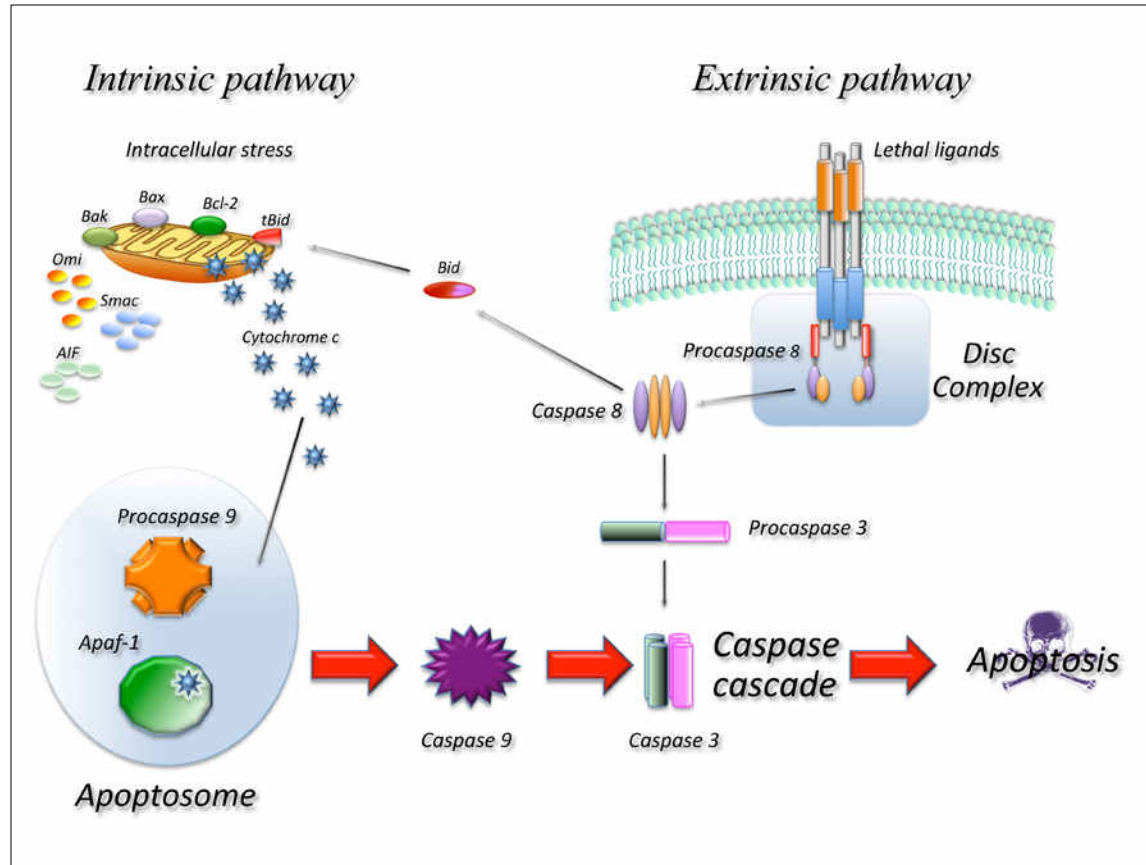 Intrinsic pathway
Extrinsic pathway
Intracellular stress
Lethal ligands
Bax
Bcl-2
Bak
tBid
Omi
Bid
Smac
Cytochrome c
AIF
Procaspase 8
Disc
Complex
Caspase 8
Procaspase 9
Procaspase 3
Apaf-1
Caspase
cascade
Apoptosis
Caspase 9
Caspase 3
Apoptosome